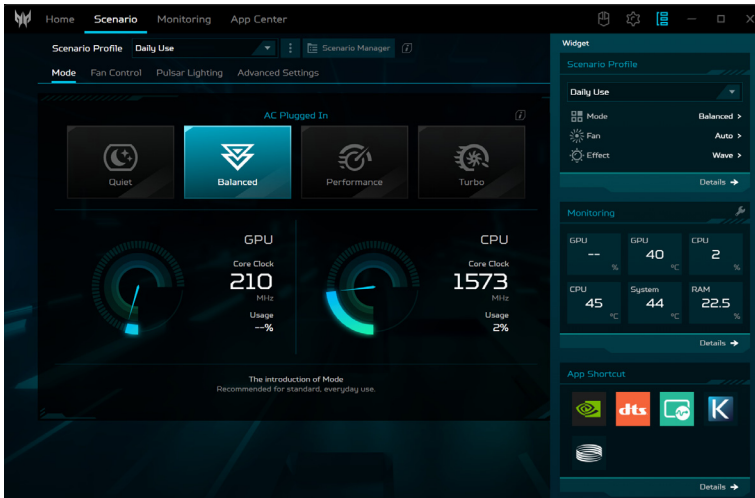 Home Scenario Monitoring App Center
Scenario Profile Daily Use Scenario Manager
Mode Fan Control Pulsar Lighting Advanced Settings
AC Plugged In
Quiet Balanced Performance Turbo
GPU
Core Clock
210
MHz
Usage
--%
CPU
Core Clock
1573
MHz
Usage
2%
The introduction of Mode
Recommended for standard, everyday use.
Widget
Scenario Profile
Daily Use
Mode Balanced >
Fan Auto >
Effect Wave >
Details
Monitoring
GPU
--
%
GPU
40
°C
CPU
2
%
CPU
45
°C
System
44
°C
RAM
22.5
%
Details
App Shortcut
dts
K
Details